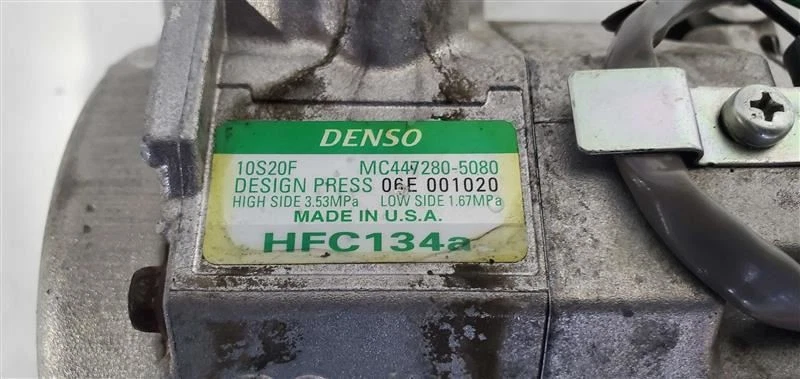 DENSO
10S20F MC447280-5080
DESIGN PRESS 06E 001020
HIGH SIDE 3.53MPa LOW SIDE 1.67MPa
MADE IN U.S.A.
HFC134a